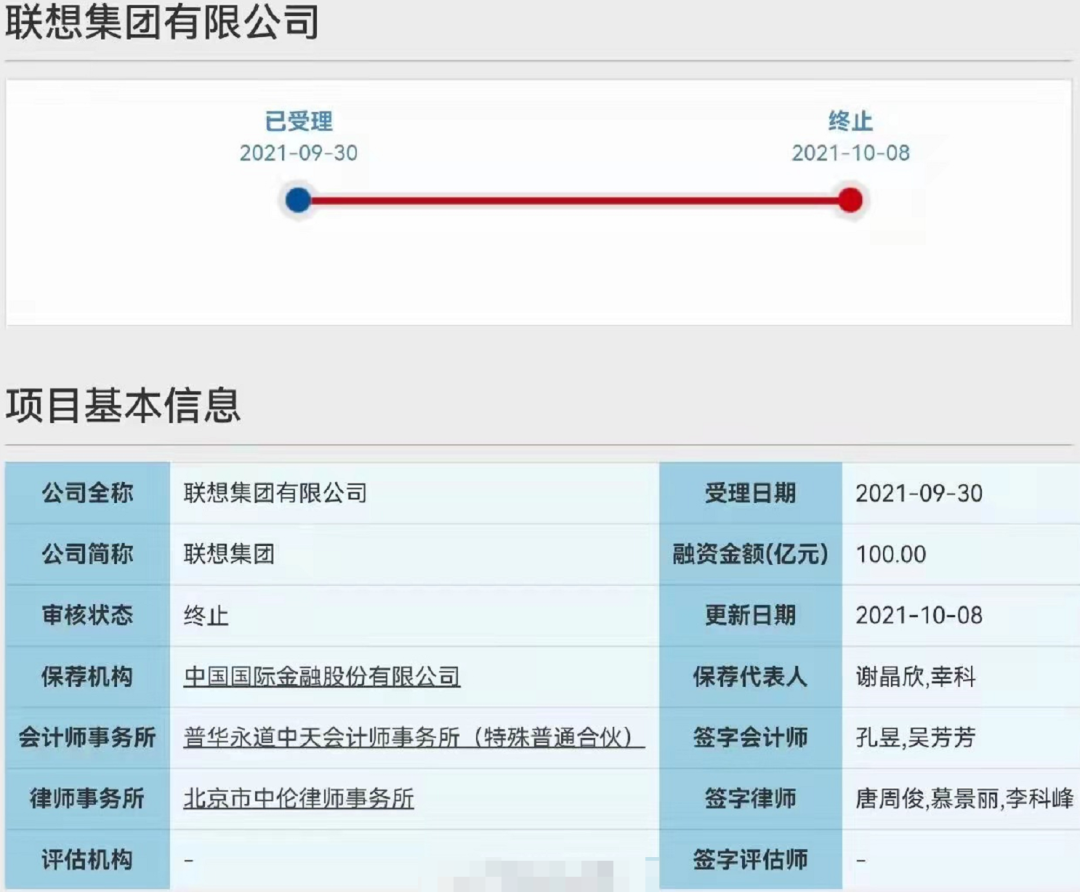 联想集团有限公司
已受理 终止
2021-09-30 2021-10-08
项目基本信息
公司全称 联想集团有限公司 受理日期 2021-09-30
公司简称 联想集团 融资金额(亿元) 100.00
审核状态 终止 更新日期 2021-10-08
保荐机构 中国国际金融股份有限公司 保荐代表人 谢晶欣,幸科
会计师事务所 普华永道中天会计师事务所（特殊普通合伙） 签字会计师 孔昱,吴芳芳
律师事务所 北京市中伦律师事务所 签字律师 唐周俊,慕景丽,李科峰
评估机构 - 签字评估师 -